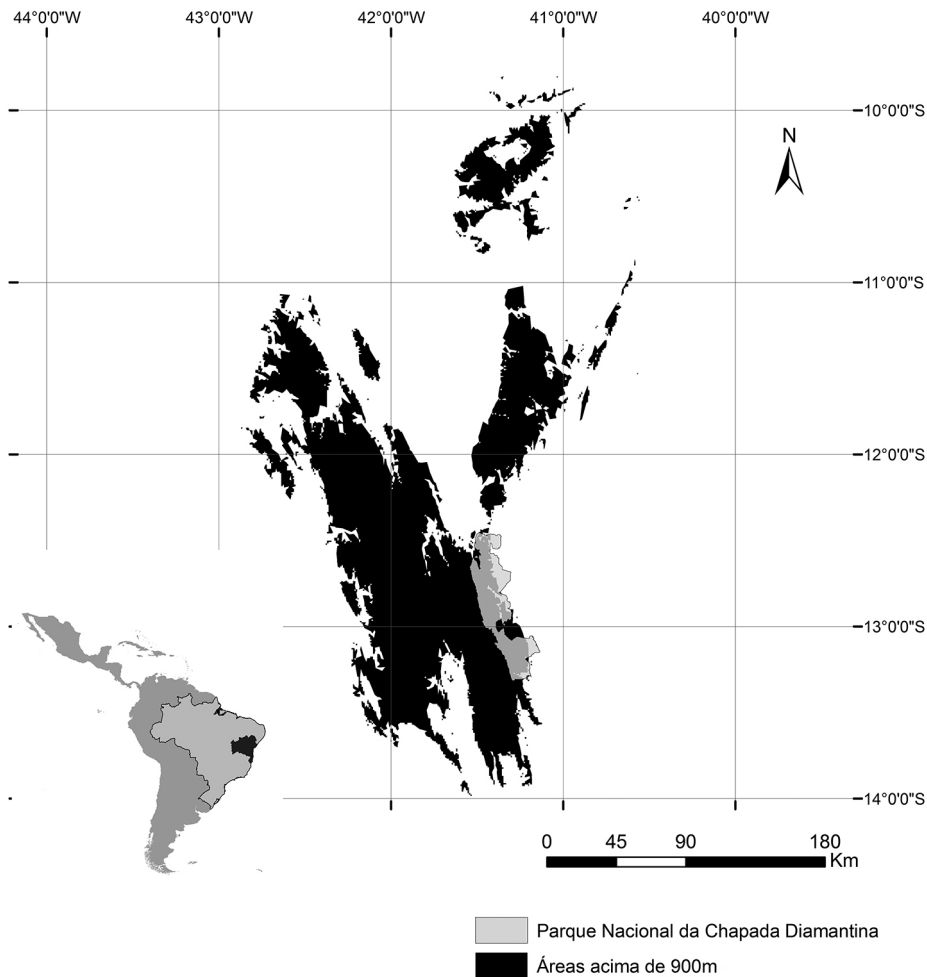 44°0'0"W 43°0'0"W 42°0'0"W 41°0'0"W 40°0'0"W
10°0'0"S
N
11°0'0"S
12°0'0"S
13°0'0"S
14°0'0"S
0 45 90 180
Km
Parque Nacional da Chapada Diamantina
Áreas acima de 900m